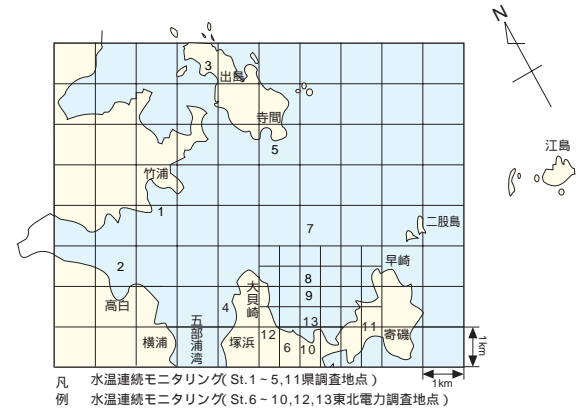 N
3
出島
寺間
5
江島
竹浦
1
二股島
7
早崎
2
大貝崎
8
9
高白
4
五部浦湾
13
11
横浦
塚浜
12
6
10
寄磯
1km
1km
凡 水温連続モニタリング(St.1~5,11県調査地点)
例 水温連続モニタリング(St.6~10,12,13東北電力調査地点)